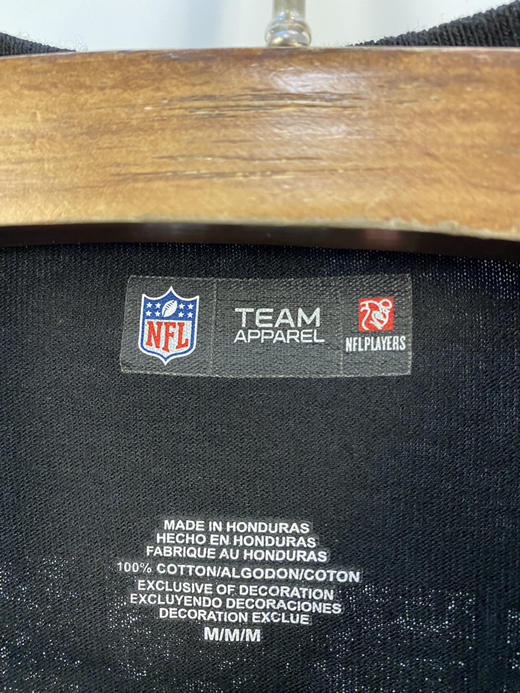 NFL
TEAM
APPAREL
NFLPLAYERS
MADE IN HONDURAS
HECHO EN HONDURAS
FABRIQUE AU HONDURAS
100% COTTON/ALGODON/COTON
EXCLUSIVE OF DECORATION
EXCLUYENDO DECORACIONES
DECORATION EXCLUE
M/M/M